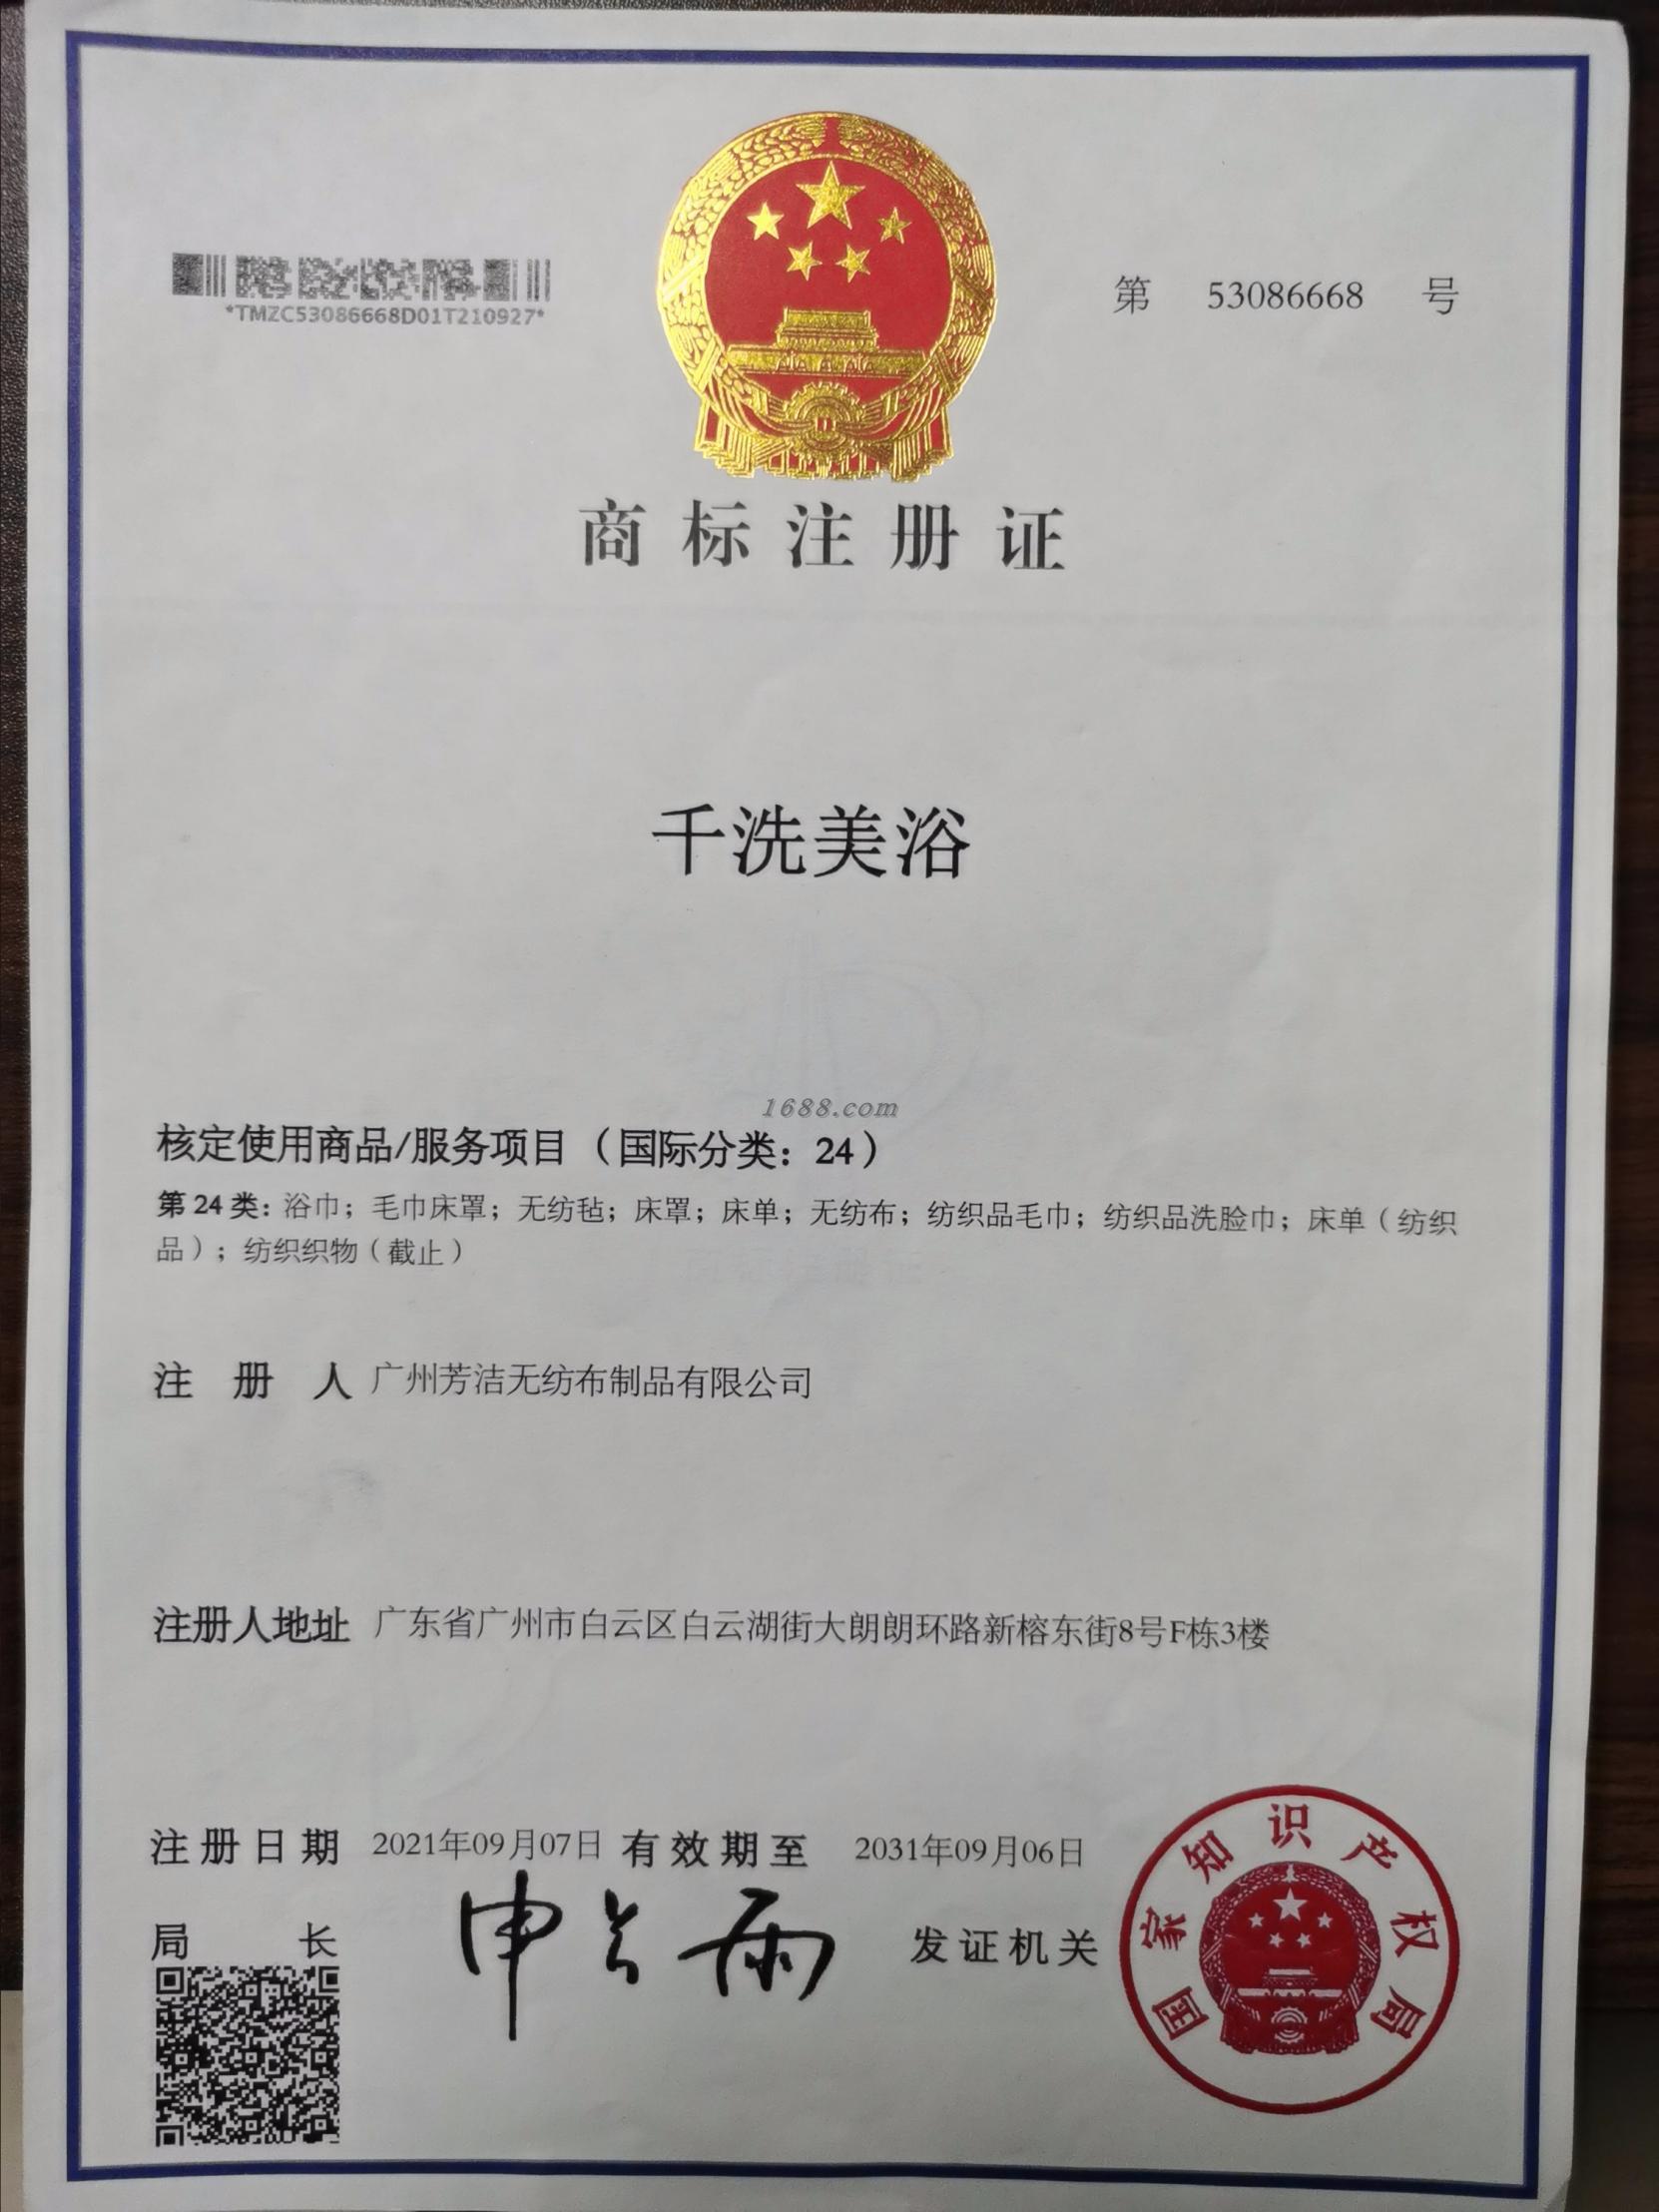 *TMZC53086668D01T210927*
第 53086668 号
商标注册证
千洗美浴
1688.com
核定使用商品/服务项目（国际分类：24）
第24类：浴巾；毛巾床罩；无纺毡；床罩；床单；无纺布；纺织品毛巾；纺织品洗脸巾；床单（纺织
品）；纺织织物（截止）
注册人 广州芳洁无纺布制品有限公司
注册人地址 广东省广州市白云区白云湖街大朗朗环路新榕东街8号F栋3楼
注册日期 2021年09月07日 有效期至 2031年09月06日
局长 申长雨 发证机关
国家知识产权局